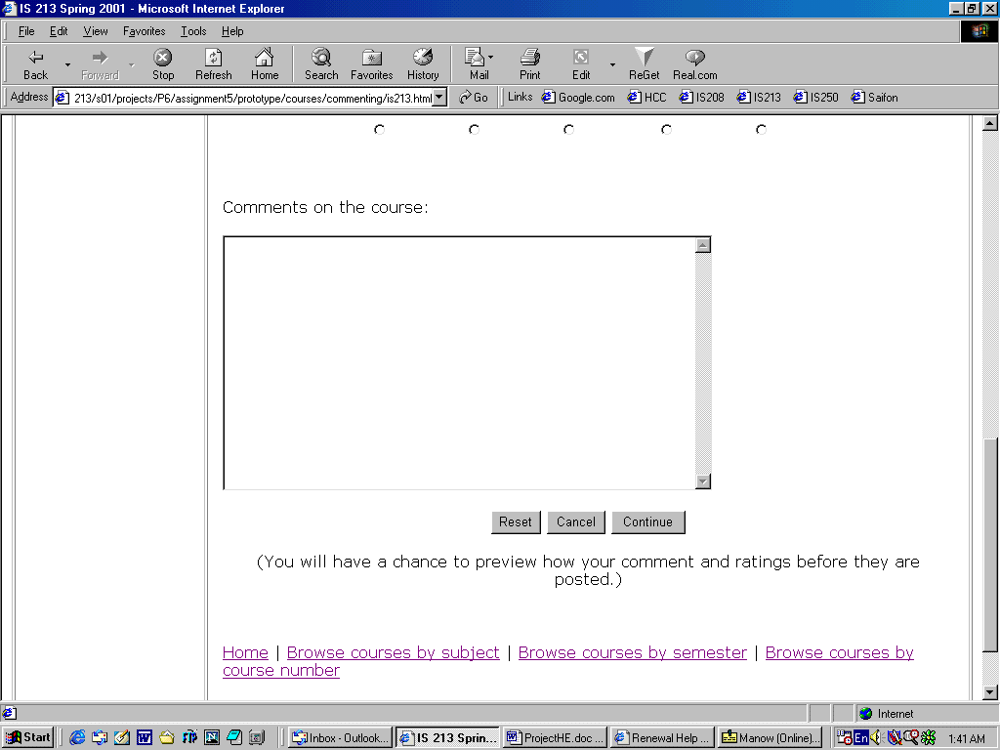 IS 213 Spring 2001 - Microsoft Internet Explorer
File Edit View Favorites Tools Help
Back Forward Stop Refresh Home Search Favorites History Mail Print Edit ReGet Real.com
Address 213/s01/projects/P6/assignment5/prototype/courses/commenting/is213.html Go Links Google.com HCC IS208 IS213 IS250 Saifon
Comments on the course:
Reset Cancel Continue
(You will have a chance to preview how your comment and ratings before they are
posted.)
Home | Browse courses by subject | Browse courses by semester | Browse courses by
course number
Internet
Start Inbox - Outlook... IS 213 Sprin... ProjectHE.doc ... Renewal Help ... Manow (Online)... En 1:41 AM